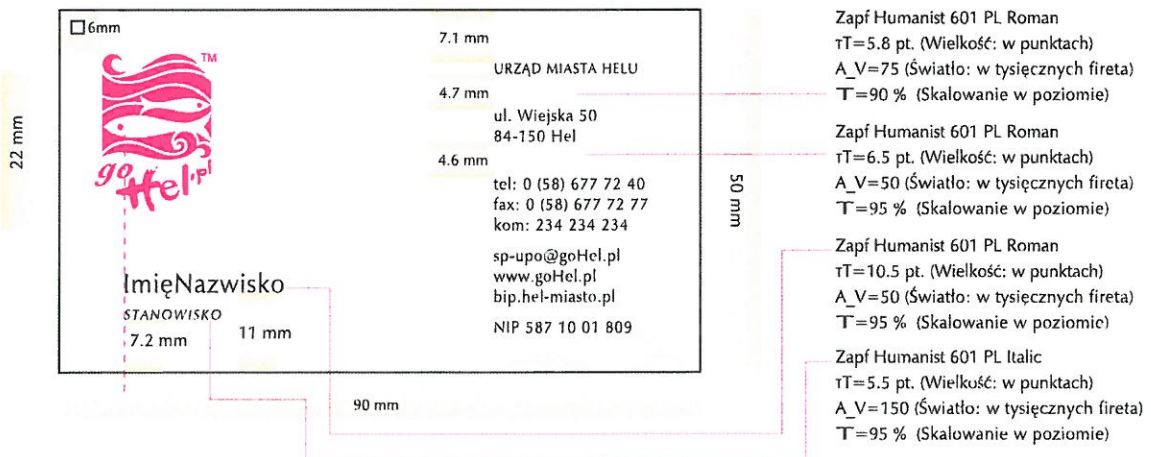 6mm
TM
go Hel.pl
22 mm
ImięNazwisko
STANOWISKO
7.2 mm
11 mm
7.1 mm
URZĄD MIASTA HELU
4.7 mm
ul. Wiejska 50
84-150 Hel
4.6 mm
tel: 0 (58) 677 72 40
fax: 0 (58) 677 72 77
kom: 234 234 234
sp-upo@goHel.pl
www.goHel.pl
bip.hel-miasto.pl
NIP 587 10 01 809
50 mm
90 mm
Zapf Humanist 601 PL Roman
тT=5.8 pt. (Wielkość: w punktach)
A_V=75 (Światło: w tysięcznych fireta)
T=90 % (Skalowanie w poziomie)
Zapf Humanist 601 PL Roman
тT=6.5 pt. (Wielkość: w punktach)
A_V=50 (Światło: w tysięcznych fireta)
T=95 % (Skalowanie w poziomie)
Zapf Humanist 601 PL Roman
тT=10.5 pt. (Wielkość: w punktach)
A_V=50 (Światło: w tysięcznych fireta)
T=95 % (Skalowanie w poziomie)
Zapf Humanist 601 PL Italic
тT=5.5 pt. (Wielkość: w punktach)
A_V=150 (Światło: w tysięcznych fireta)
T=95 % (Skalowanie w poziomie)